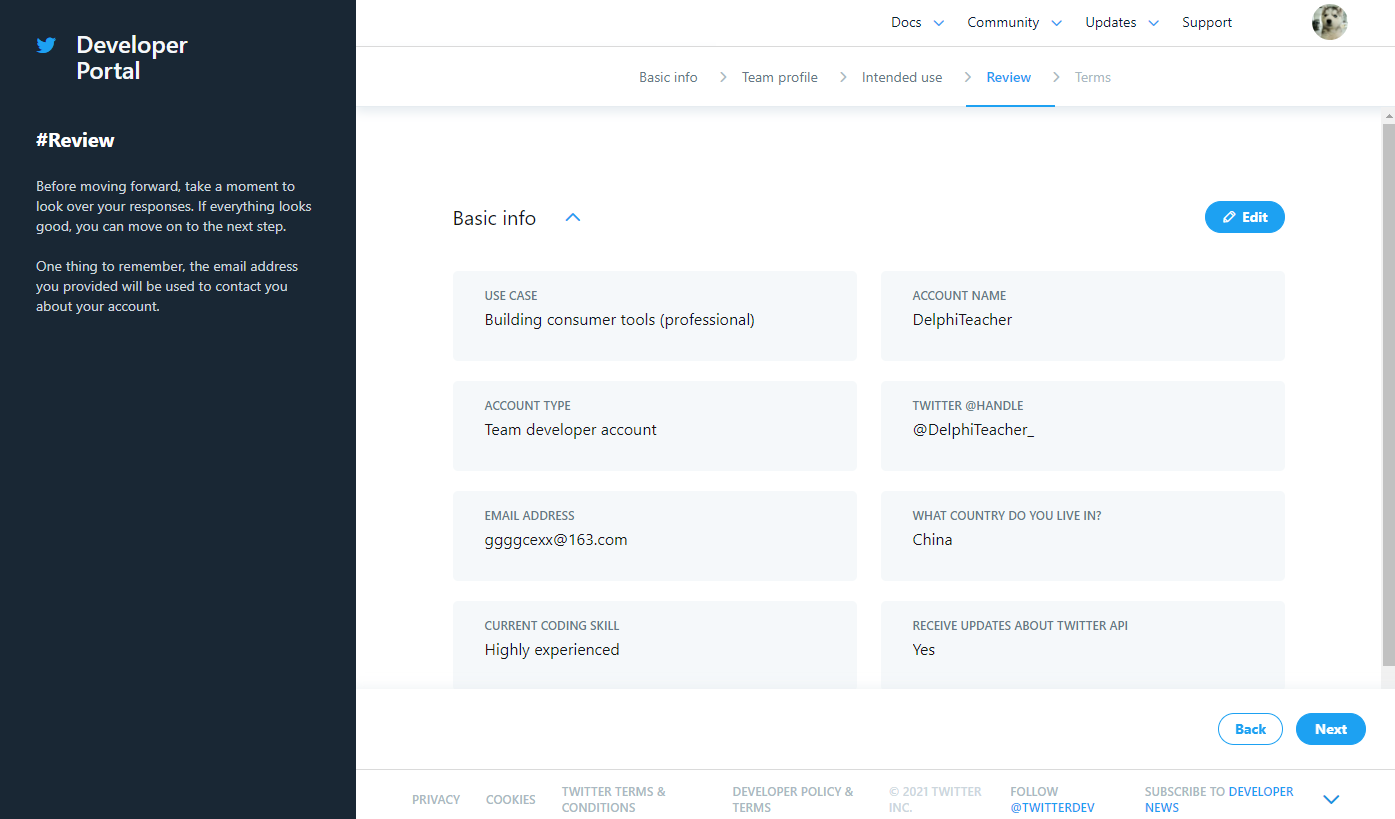 Developer
Portal
Docs
Community
Updates
Support
Basic info
Team profile
Intended use
Review
Terms
#Review
Before moving forward, take a moment to
look over your responses. If everything looks
good, you can move on to the next step.
One thing to remember, the email address
you provided will be used to contact you
about your account.
Basic info
Edit
USE CASE
Building consumer tools (professional)
ACCOUNT NAME
DelphiTeacher
ACCOUNT TYPE
Team developer account
TWITTER @HANDLE
@DelphiTeacher_
EMAIL ADDRESS
ggggcexx@163.com
WHAT COUNTRY DO YOU LIVE IN?
China
CURRENT CODING SKILL
Highly experienced
RECEIVE UPDATES ABOUT TWITTER API
Yes
Back
Next
PRIVACY
COOKIES
TWITTER TERMS &
CONDITIONS
DEVELOPER POLICY &
TERMS
© 2021 TWITTER
INC.
FOLLOW
@TWITTERDEV
SUBSCRIBE TO DEVELOPER
NEWS